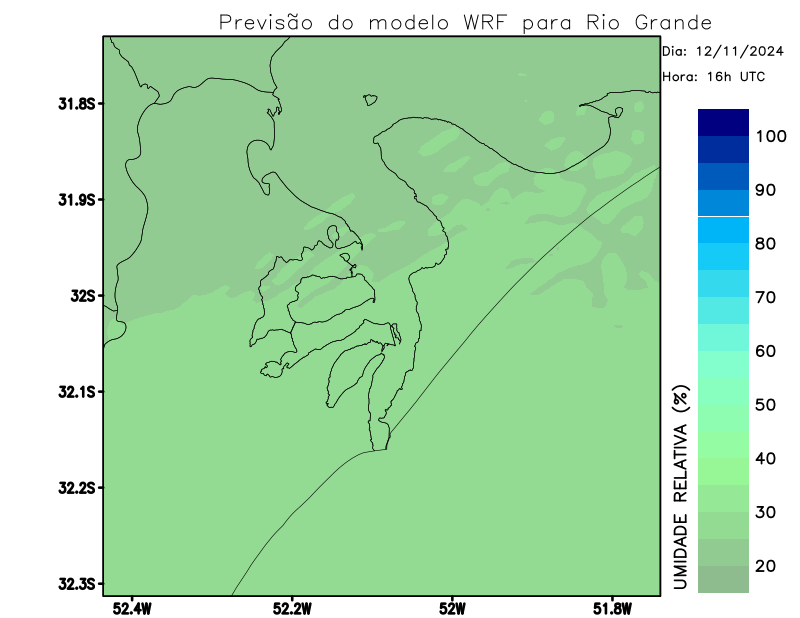 Previsão do modelo WRF para Rio Grande
Dia: 12/11/2024
Hora: 16h UTC
31.8S
31.9S
32S
32.1S
32.2S
32.3S
52.4W
52.2W
52W
51.8W
UMIDADE RELATIVA (%)
100
90
80
70
60
50
40
30
20